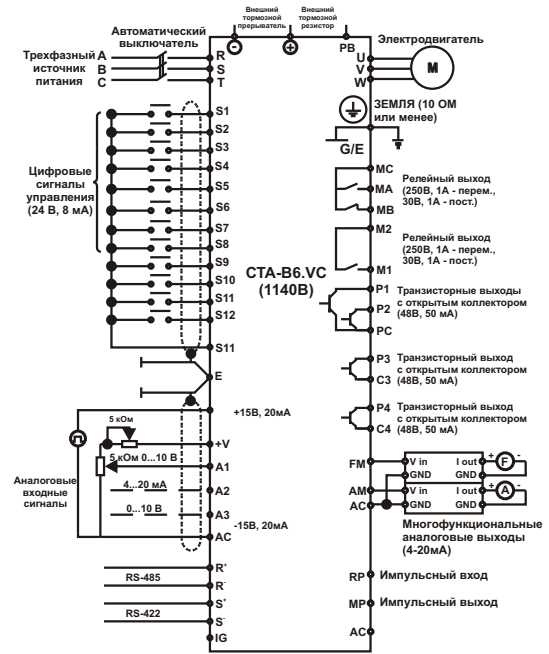 Внешний
тормозной
прерыватель
Внешний
тормозной
резистор
Автоматический
выключатель
PB
Электродвигатель
Трехфазный
источник
питания
A
B
C
R
S
T
U
V
W
M
ЗЕМЛЯ (10 ОМ
или менее)
G/E
S1
S2
S3
S4
S5
S6
S7
S8
S9
S10
S11
S12
S11
E
Цифровые
сигналы
управления
(24 В, 8 мА)
CTA-B6.VC
(1140В)
MC
MA
MB
Релейный выход
(250В, 1А - перем.,
30В, 1А - пост.)
M2
M1
Релейный выход
(250В, 1А - перем.,
30В, 1А - пост.)
P1
P2
PC
Транзисторные выходы
с открытым коллектором
(48В, 50 мА)
P3
C3
Транзисторный выход
с открытым коллектором
(48В, 50 мА)
P4
C4
Транзисторный выход
с открытым коллектором
(48В, 50 мА)
+15В, 20мА
5 кОм
+V
5 кОм 0...10 В
A1
4...20 мА
A2
0...10 В
A3
-15В, 20мА
AC
Аналоговые
входные
сигналы
FM
AM
AC
V in
I out
GND
GND
V in
I out
GND
GND
+
F
-
+
A
-
Многофункциональные
аналоговые выходы
(4-20мА)
R+
RS-485
R-
S+
RS-422
S-
IG
RP
Импульсный вход
MP
Импульсный выход
AC